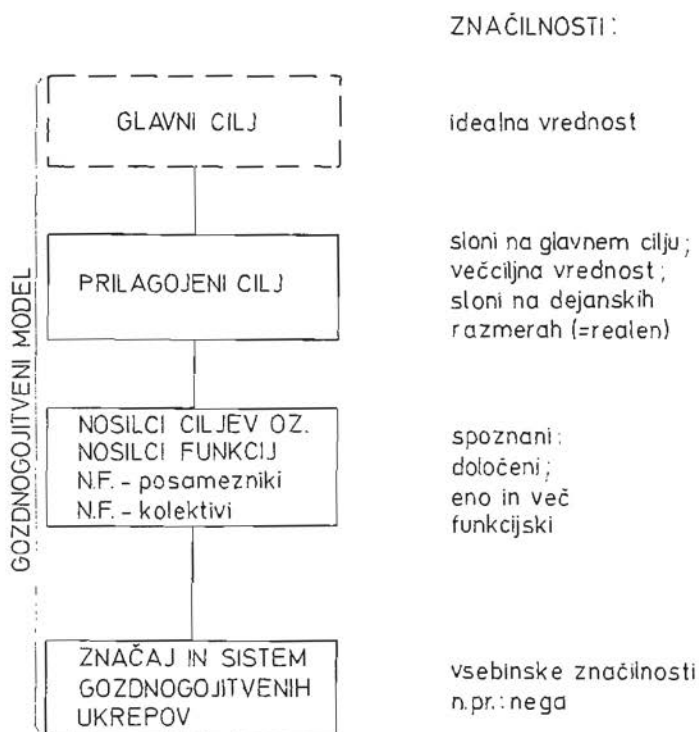 ZNAČILNOSTI:
GLAVNI CILJ
idealna vrednost
PRILAGOJENI CILJ
sloni na glavnem cilju;
večciljna vrednost;
sloni na dejanskih
razmerah (=realen)
GOZDNOGOJITVENI MODEL
NOSILCI CILJEV OZ.
NOSILCI FUNKCIJ
N.F. - posamezniki
N.F. - kolektivi
spoznani:
določeni;
eno in več
funkcijski
ZNAČAJ IN SISTEM
GOZDNOGOJITVENIH
UKREPOV
vsebinske značilnosti
n.pr.: nega